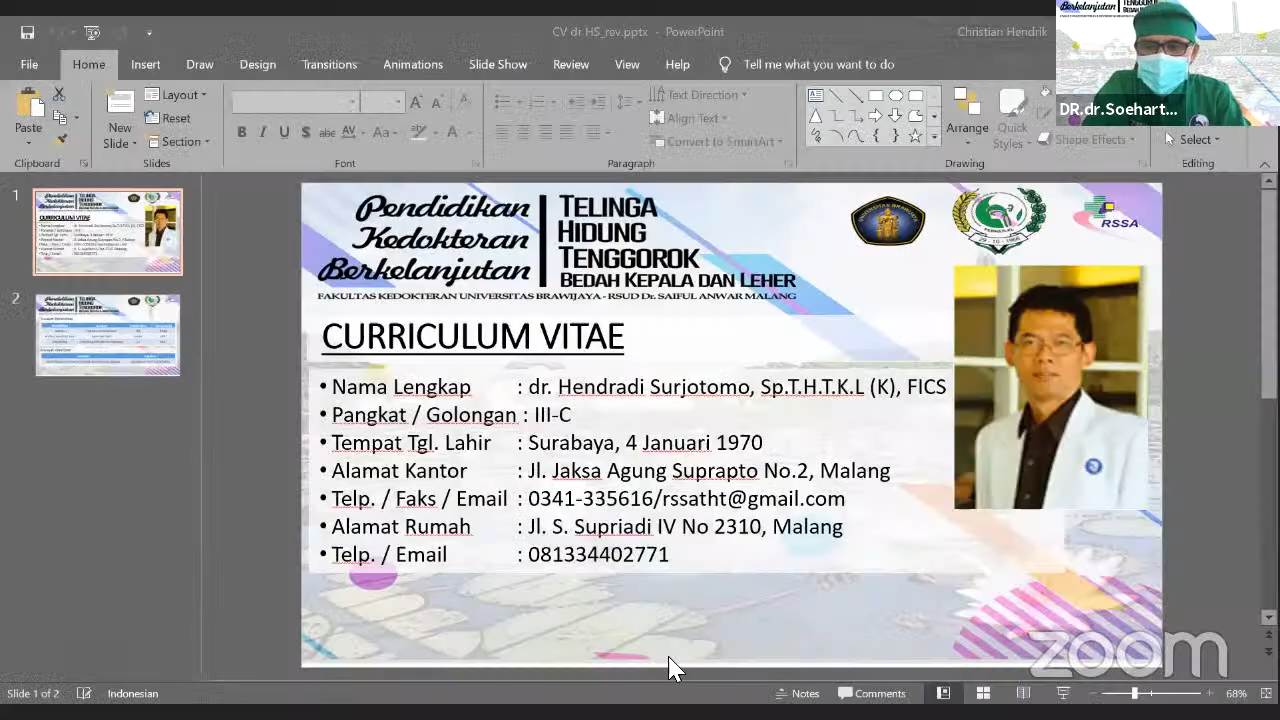 CV dr HS_rev.pptx - PowerPoint
Christian Hendrik
File Home Insert Draw Design Transitions Animations Slide Show Review View Help Tell me what you want to do
Paste
New Slide
Layout
Reset
Section
Text Direction
Align Text
Convert to SmartArt
Arrange
Quick Styles
Shape Effects
Select
Clipboard Slides Font Paragraph Drawing Editing
DR.dr.Soehart...
1
2
Pendidikan
Kedokteran
Berkelanjutan
TELINGA
HIDUNG
TENGGOROK
BEDAH KEPALA DAN LEHER
FAKULTAS KEDOKTERAN UNIVERSITAS BRAWIJAYA - RSUD Dr. SAIFUL ANWAR MALANG
RSSA
CURRICULUM VITAE
• Nama Lengkap : dr. Hendradi Surjotomo, Sp.T.H.T.K.L (K), FICS
• Pangkat / Golongan : III-C
• Tempat Tgl. Lahir : Surabaya, 4 Januari 1970
• Alamat Kantor : Jl. Jaksa Agung Suprapto No.2, Malang
• Telp. / Faks / Email : 0341-335616/rssatht@gmail.com
• Alamat Rumah : Jl. S. Supriadi IV No 2310, Malang
• Telp. / Email : 081334402771
zoom
Slide 1 of 2 Indonesian Notes Comments 68%